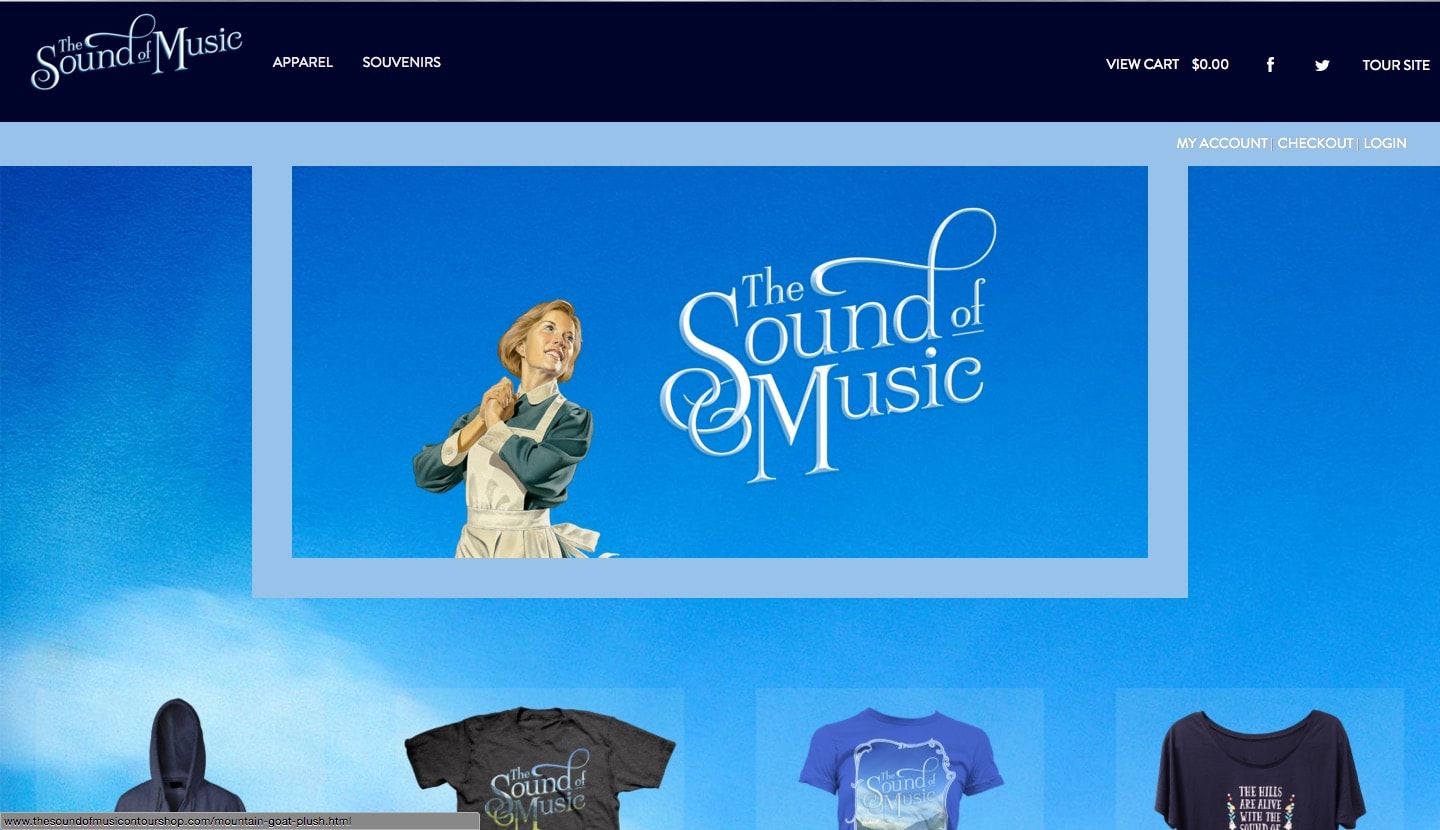 The Sound of Music
APPAREL SOUVENIRS
VIEW CART $0.00 TOUR SITE
MY ACCOUNT | CHECKOUT | LOGIN
The
Sound of
Music
The
Sound of
Music
The
Sound of
Music
THE HILLS
ARE ALIVE
WITH THE
SOUND OF
www.thesoundofmusicontourshop.com/mountain-goat-plush.html